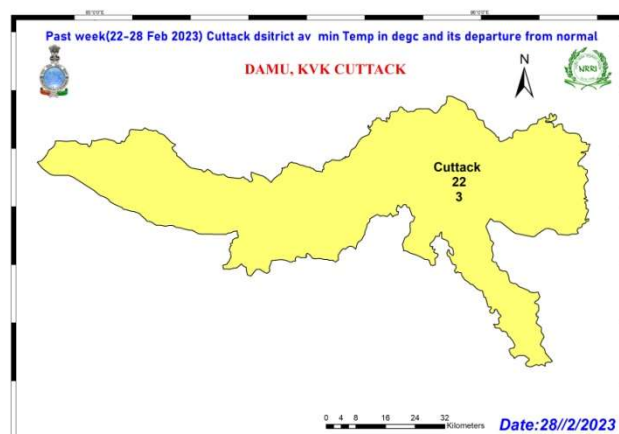 Past week(22-28 Feb 2023) Cuttack dsitrict av min Temp in degc and its departure from normal
DAMU, KVK CUTTACK
N
NRRI
Cuttack
22
3
0 4 8 16 24 32
Kilometers
Date:28//2/2023